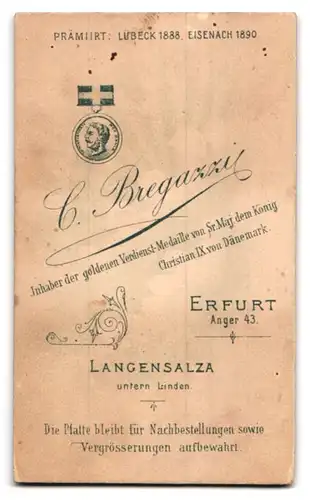 PRÄMIIRT: LÜBECK 1888, EISENACH 1890
C. Bregazzi
Inhaber der goldenen Verdienst-Medaille von Sr. Maj. dem König
Christian IX. von Dänemark.
ERFURT
Anger 43.
LANGENSALZA
untern Linden.
Die Platte bleibt für Nachbestellungen sowie
Vergrösserungen aufbewahrt.